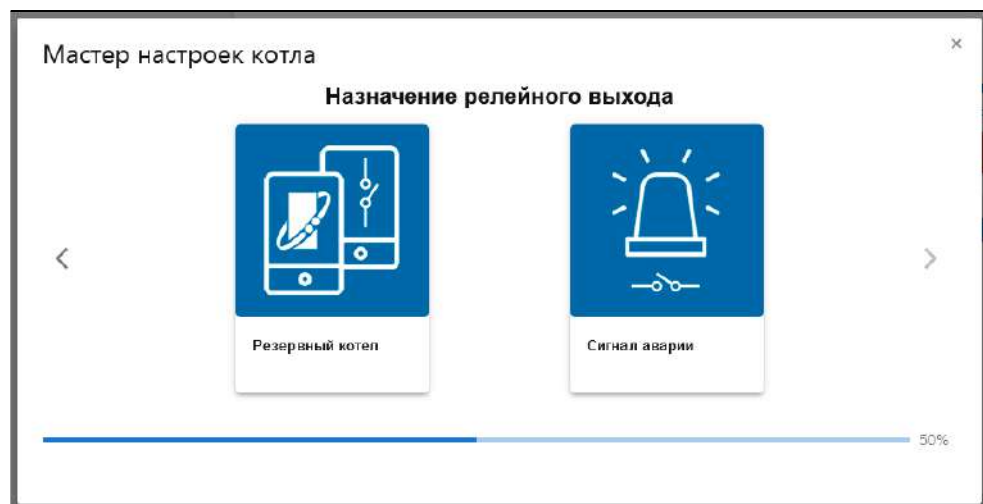 Мастер настроек котла
×
Назначение релейного выхода
Резервный котел
Сигнал аварии
50%